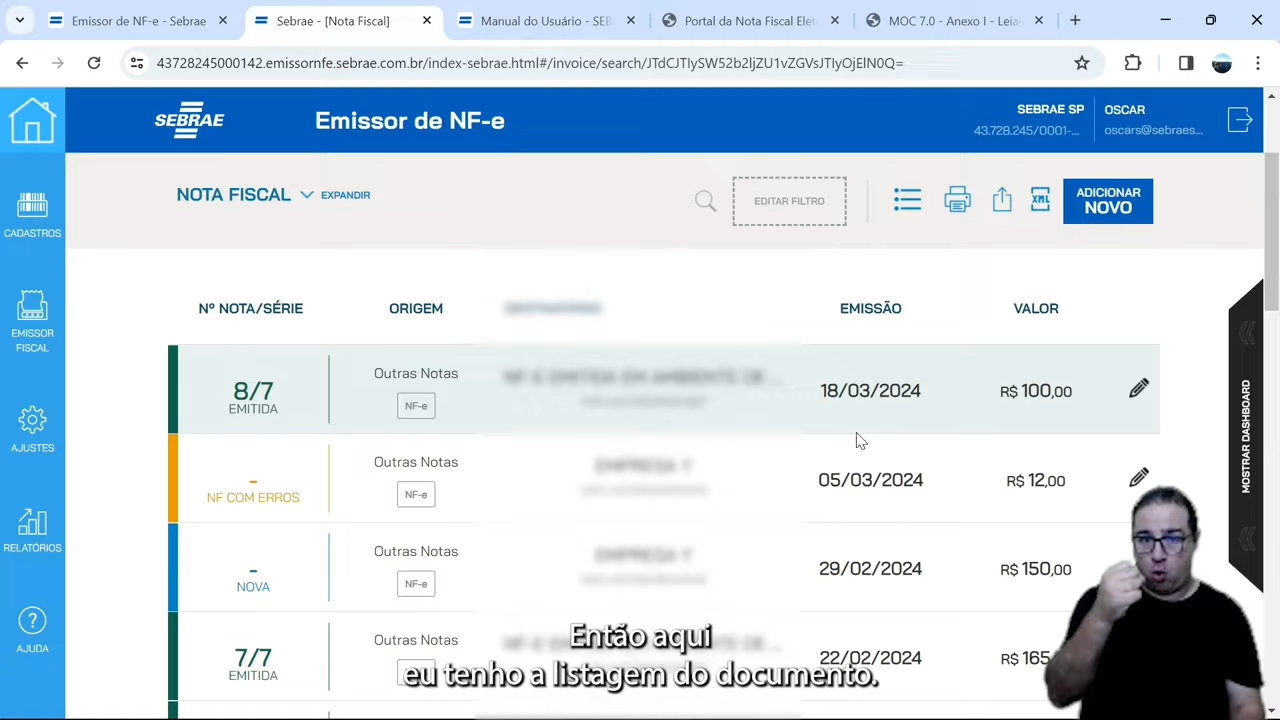 Emissor de NF-e - Sebrae
Sebrae - [Nota Fiscal]
Manual do Usuário - SEB
Portal da Nota Fiscal Elet
MOC 7.0 - Anexo I - Leia
43728245000142.emissornfe.sebrae.com.br/index-sebrae.html#/invoice/search/JTdCJTIySW52b2ljZU1vZGVsJTIyOjElN0Q=
SEBRAE
Emissor de NF-e
SEBRAE SP
43.728.245/0001-...
OSCAR
oscars@sebraes...
NOTA FISCAL
EXPANDIR
EDITAR FILTRO
XML
ADICIONAR
NOVO
CADASTROS
EMISSOR
FISCAL
AJUSTES
RELATÓRIOS
AJUDA
MOSTRAR DASHBOARD
Nº NOTA/SÉRIE ORIGEM EMISSÃO VALOR
8/7
EMITIDA
Outras Notas
NF-e
18/03/2024
R$ 100,00
-
NF COM ERROS
Outras Notas
NF-e
EMPRESA Y
05/03/2024
R$ 12,00
-
NOVA
Outras Notas
NF-e
EMPRESA Y
29/02/2024
R$ 150,00
7/7
EMITIDA
Outras Notas
22/02/2024
R$ 165
Então aqui
eu tenho a listagem do documento.